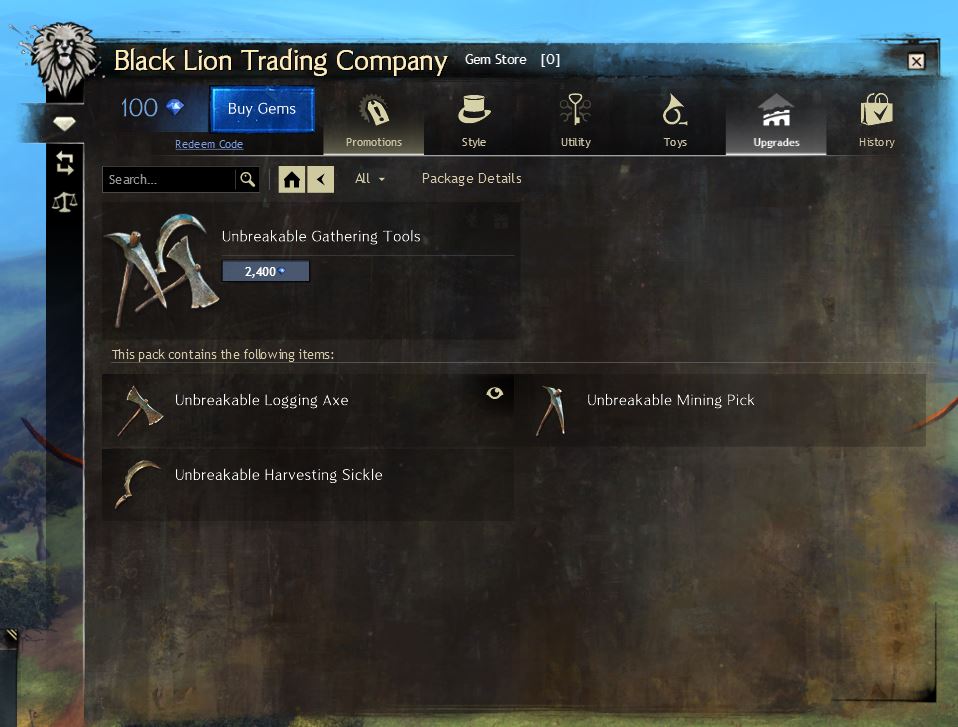 Black Lion Trading Company Gem Store [0]
100 Buy Gems
Redeem Code
Promotions Style Utility Toys Upgrades History
Search... All Package Details
Unbreakable Gathering Tools
2,400
This pack contains the following items:
Unbreakable Logging Axe Unbreakable Mining Pick
Unbreakable Harvesting Sickle